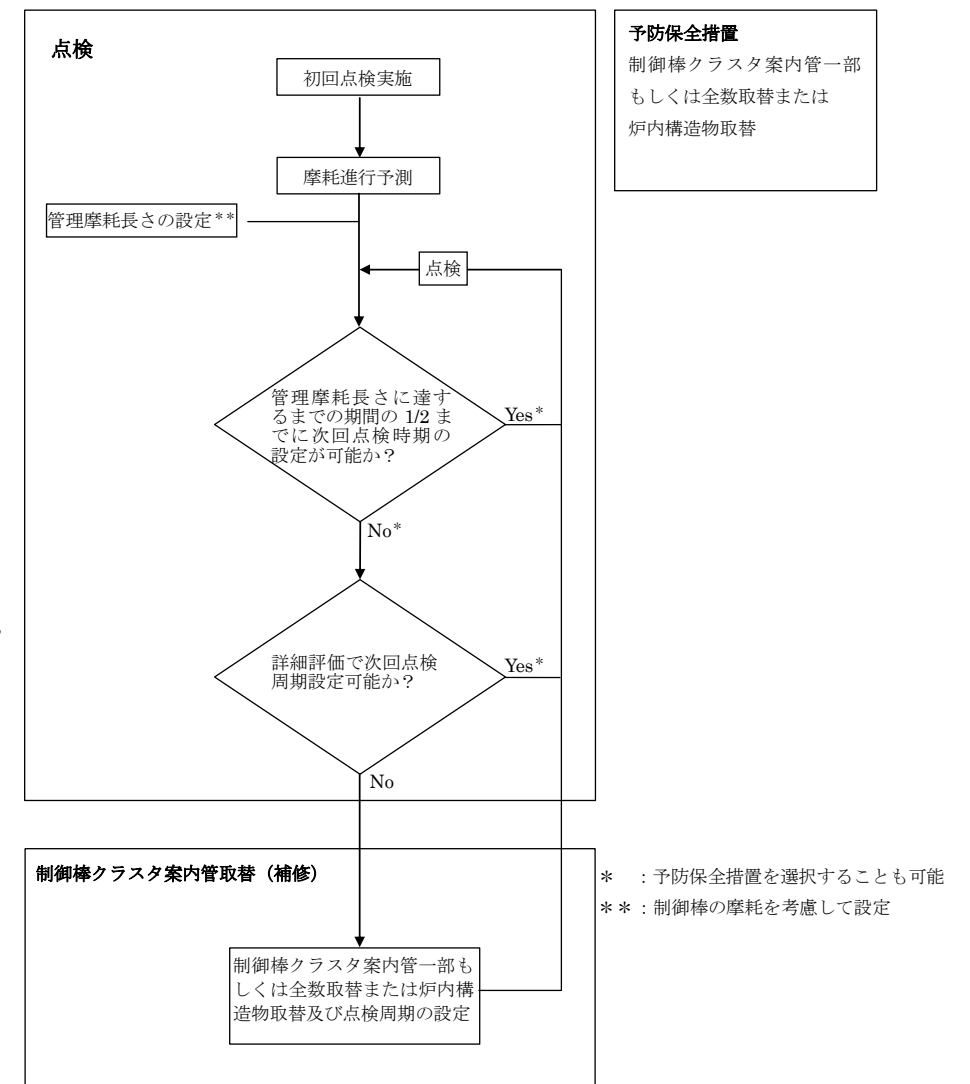 点検
初回点検実施
摩耗進行予測
管理摩耗長さの設定**
点検
管理摩耗長さに達す
るまでの期間の 1/2 ま
でに次回点検時期の
設定が可能か？
Yes*
No*
詳細評価で次回点検
周期設定可能か？
Yes*
No
制御棒クラスタ案内管取替（補修）
制御棒クラスタ案内管一部も
しくは全数取替または炉内構
造物取替及び点検周期の設定
予防保全措置
制御棒クラスタ案内管一部
もしくは全数取替または
炉内構造物取替
＊　：予防保全措置を選択することも可能
＊＊：制御棒の摩耗を考慮して設定